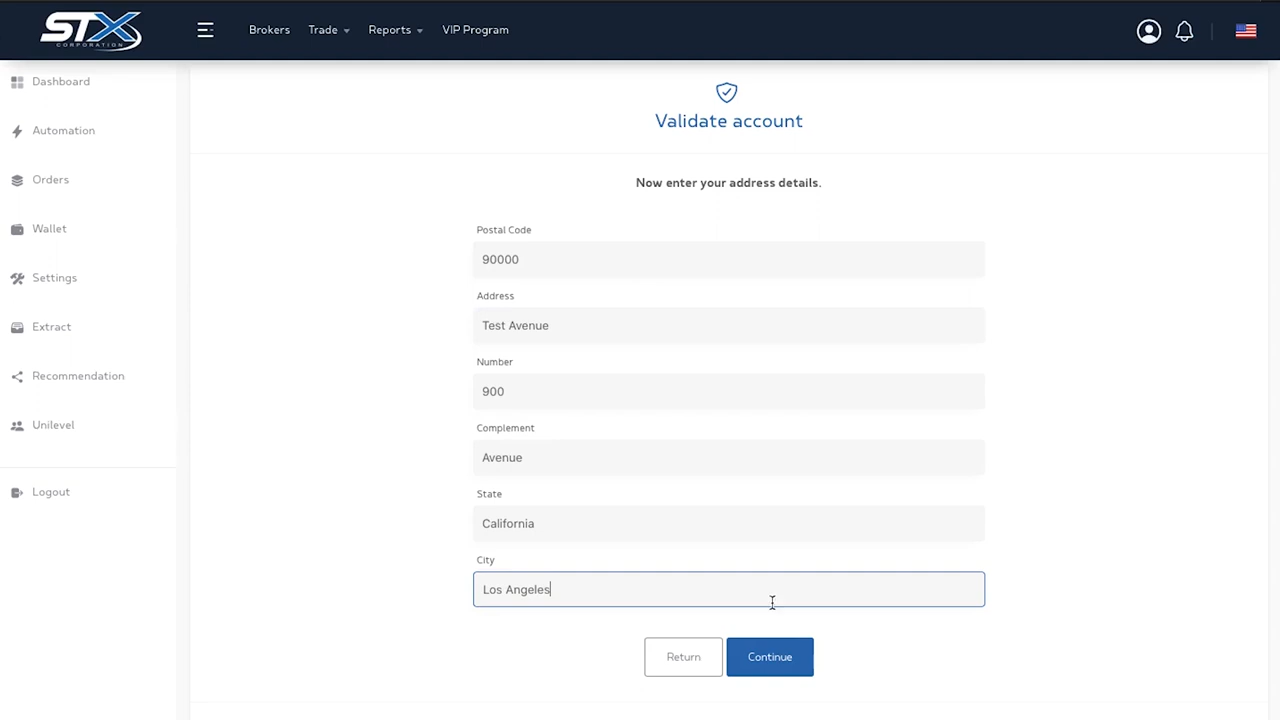 STX
CORPORATION
Brokers
Trade
Reports
VIP Program
Dashboard
Automation
Orders
Wallet
Settings
Extract
Recommendation
Unilevel
Logout
Validate account
Now enter your address details.
Postal Code
90000
Address
Test Avenue
Number
900
Complement
Avenue
State
California
City
Los Angeles
Return
Continue